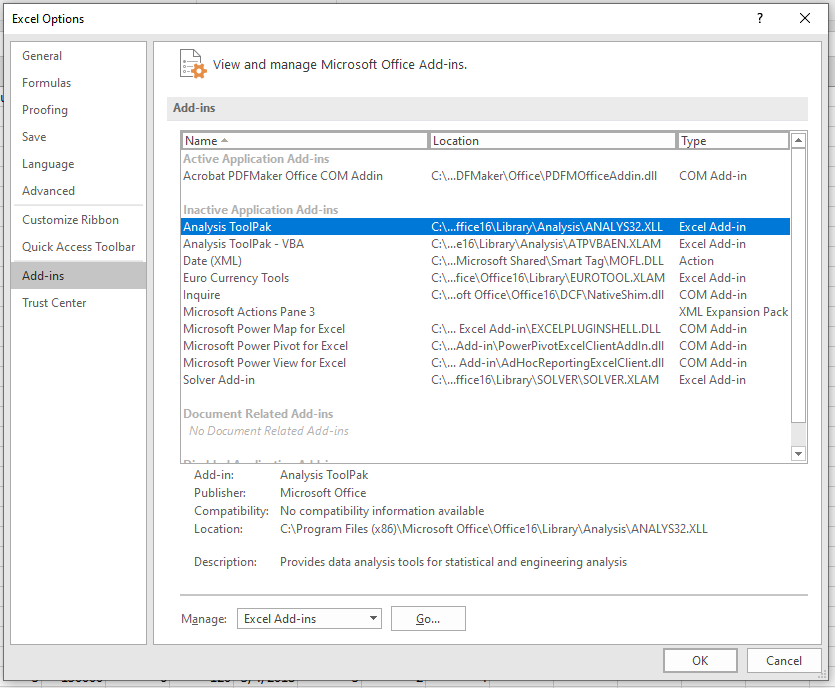 Excel Options
?
General
Formulas
Proofing
Save
Language
Advanced
Customize Ribbon
Quick Access Toolbar
Add-ins
Trust Center
View and manage Microsoft Office Add-ins.
Add-ins
Name Location Type
Active Application Add-ins
Acrobat PDFMaker Office COM Addin C:\...DFMaker\Office\PDFMOfficeAddin.dll COM Add-in
Inactive Application Add-ins
Analysis ToolPak C:\...ffice16\Library\Analysis\ANALYS32.XLL Excel Add-in
Analysis ToolPak - VBA C:\...e16\Library\Analysis\ATPVBAEN.XLAM Excel Add-in
Date (XML) C:\...Microsoft Shared\Smart Tag\MOFL.DLL Action
Euro Currency Tools C:\...fice\Office16\Library\EUROTOOL.XLAM Excel Add-in
Inquire C:\...oft Office\Office16\DCF\NativeShim.dll COM Add-in
Microsoft Actions Pane 3 XML Expansion Pack
Microsoft Power Map for Excel C:\... Excel Add-in\EXCELPLUGINSHELL.DLL COM Add-in
Microsoft Power Pivot for Excel C:\...Add-in\PowerPivotExcelClientAddIn.dll COM Add-in
Microsoft Power View for Excel C:\... Add-in\AdHocReportingExcelClient.dll COM Add-in
Solver Add-in C:\...ffice16\Library\SOLVER\SOLVER.XLAM Excel Add-in
Document Related Add-ins
No Document Related Add-ins
Add-in: Analysis ToolPak
Publisher: Microsoft Office
Compatibility: No compatibility information available
Location: C:\Program Files (x86)\Microsoft Office\Office16\Library\Analysis\ANALYS32.XLL
Description: Provides data analysis tools for statistical and engineering analysis
Manage: Excel Add-ins Go...
OK Cancel